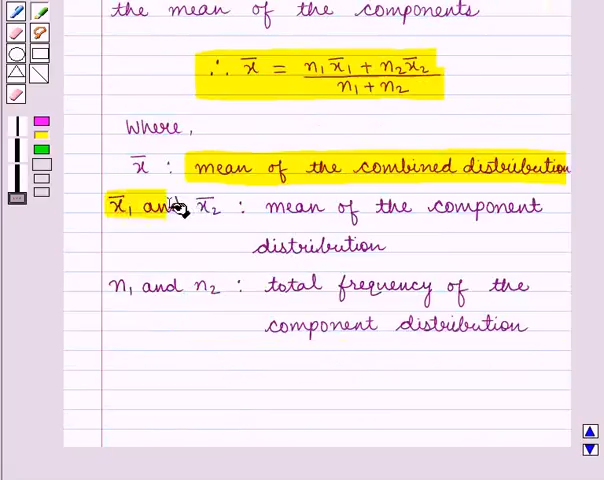 the mean of the components
∴ x̄ = (n₁x̄₁ + n₂x̄₂) / (n₁ + n₂)
Where,
x̄ : mean of the combined distribution
x̄₁ and x̄₂ : mean of the component
distribution
n₁ and n₂ : total frequency of the
component distribution